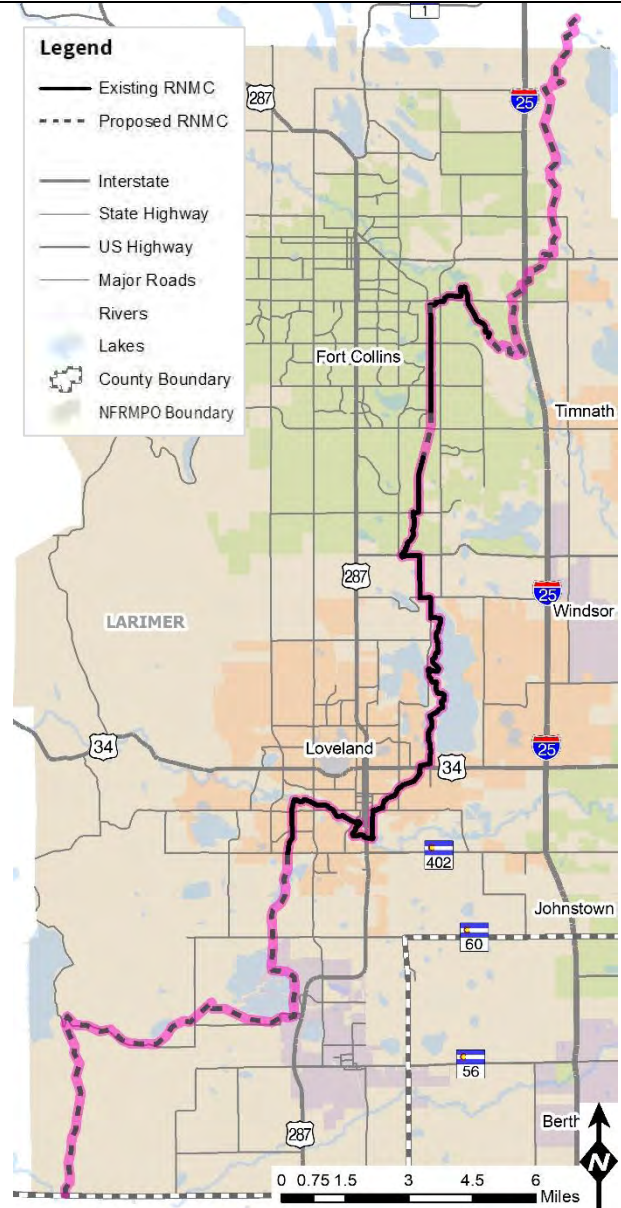 1
Legend
Existing RNMC
Proposed RNMC
Interstate
State Highway
US Highway
Major Roads
Rivers
Lakes
County Boundary
NFRMPO Boundary
287
25
Fort Collins
Timnath
287
25
Windsor
LARIMER
34
Loveland
25
34
402
Johnstown
60
56
Berth
287
N
0 0.75 1.5 3 4.5 6
Miles